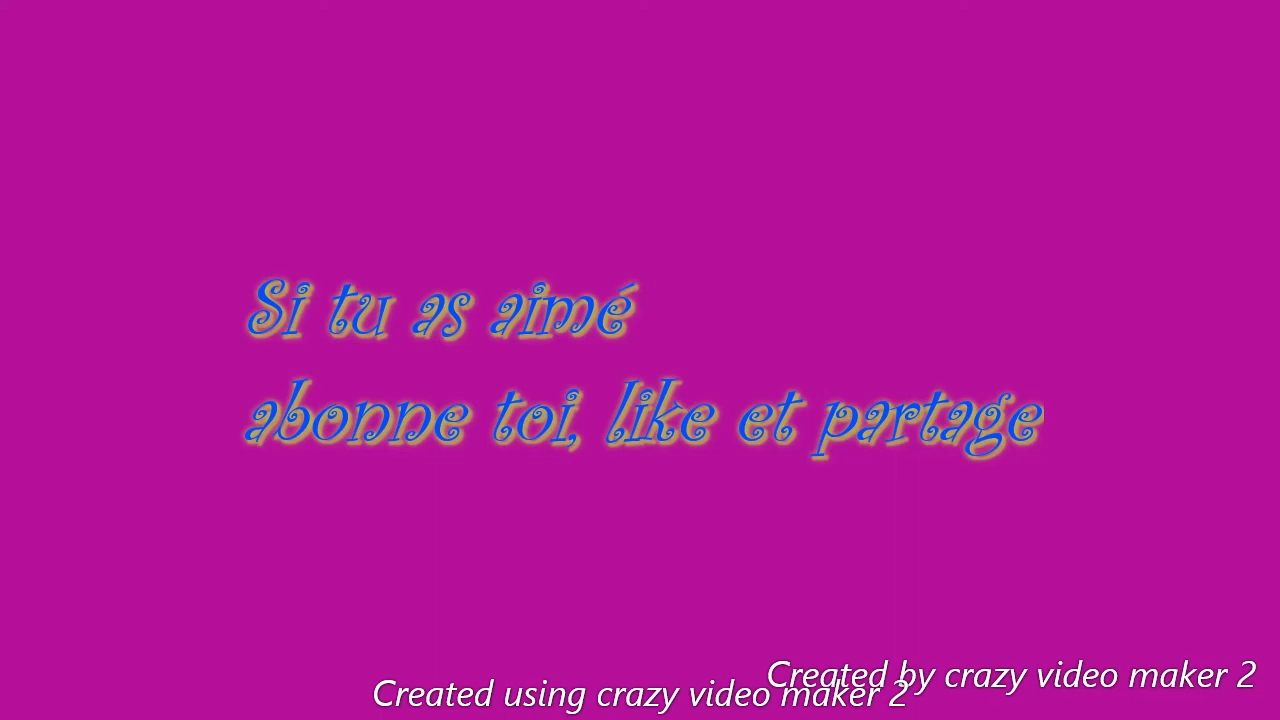 Si tu as aimé
abonne toi, like et partage
Created by crazy video maker 2
Created using crazy video maker 2